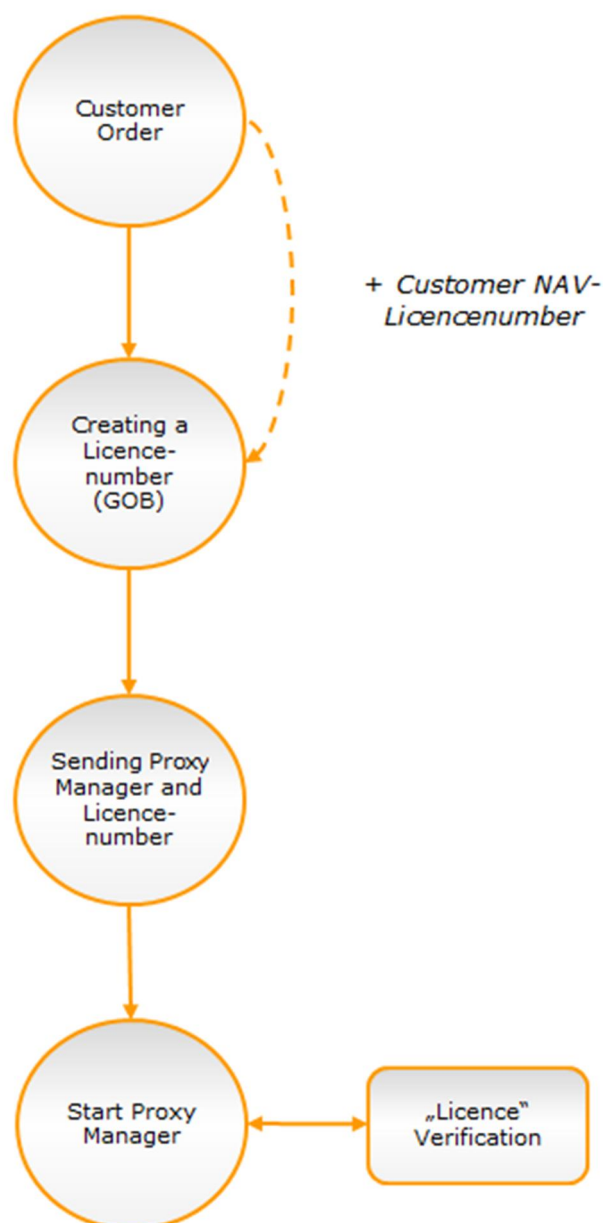 Customer
Order
+ Customer NAV-
Licencenumber
Creating a
Licence-
number
(GOB)
Sending Proxy
Manager and
Licence-
number
Start Proxy
Manager
„Licence“
Verification